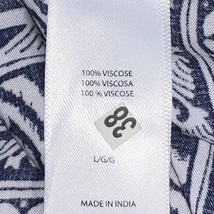 100% VISCOSE
100% VISCOSA
100 % VISCOSE
38
L/G/G
MADE IN INDIA